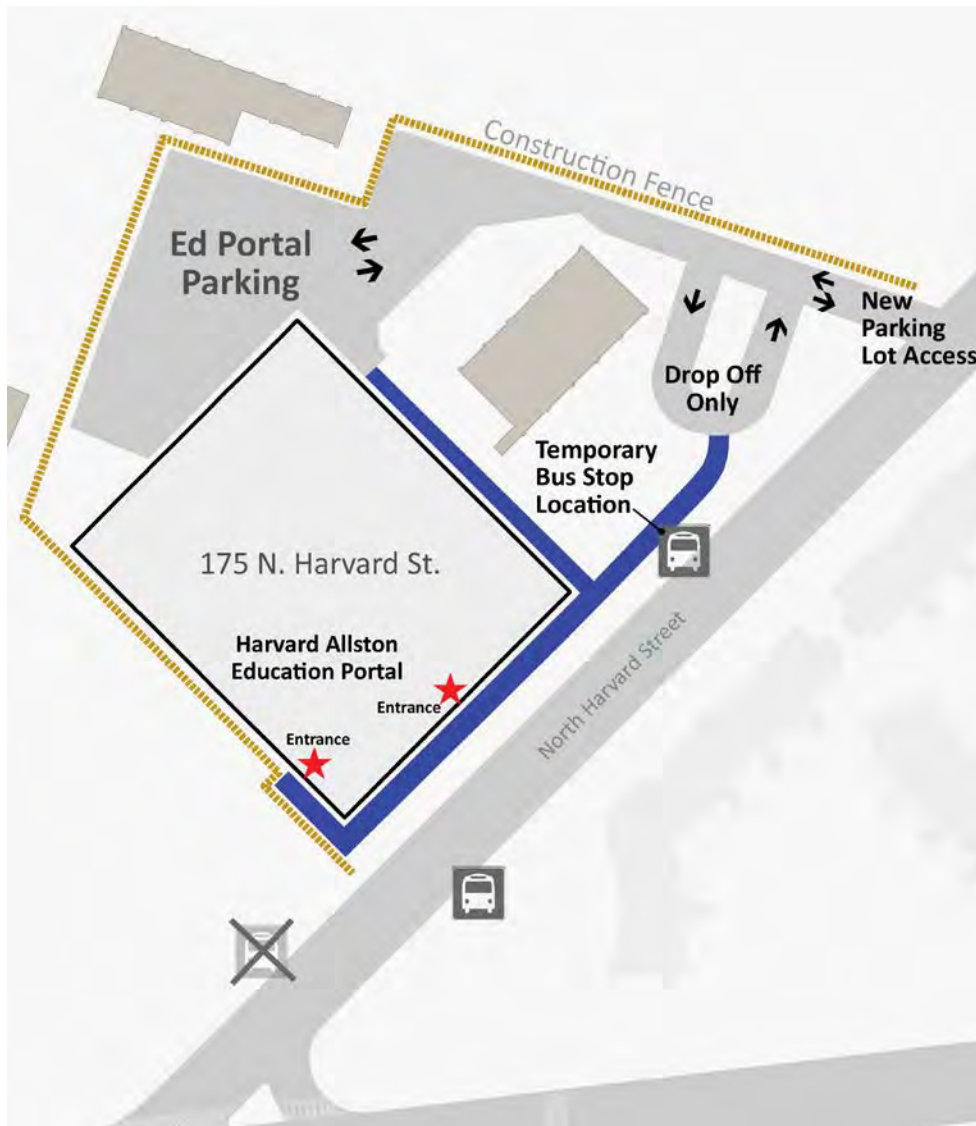 Construction Fence
Ed Portal
Parking
New
Parking
Lot Access
Drop Off
Only
Temporary
Bus Stop
Location
175 N. Harvard St.
Harvard Allston
Education Portal
Entrance
Entrance
North Harvard Street